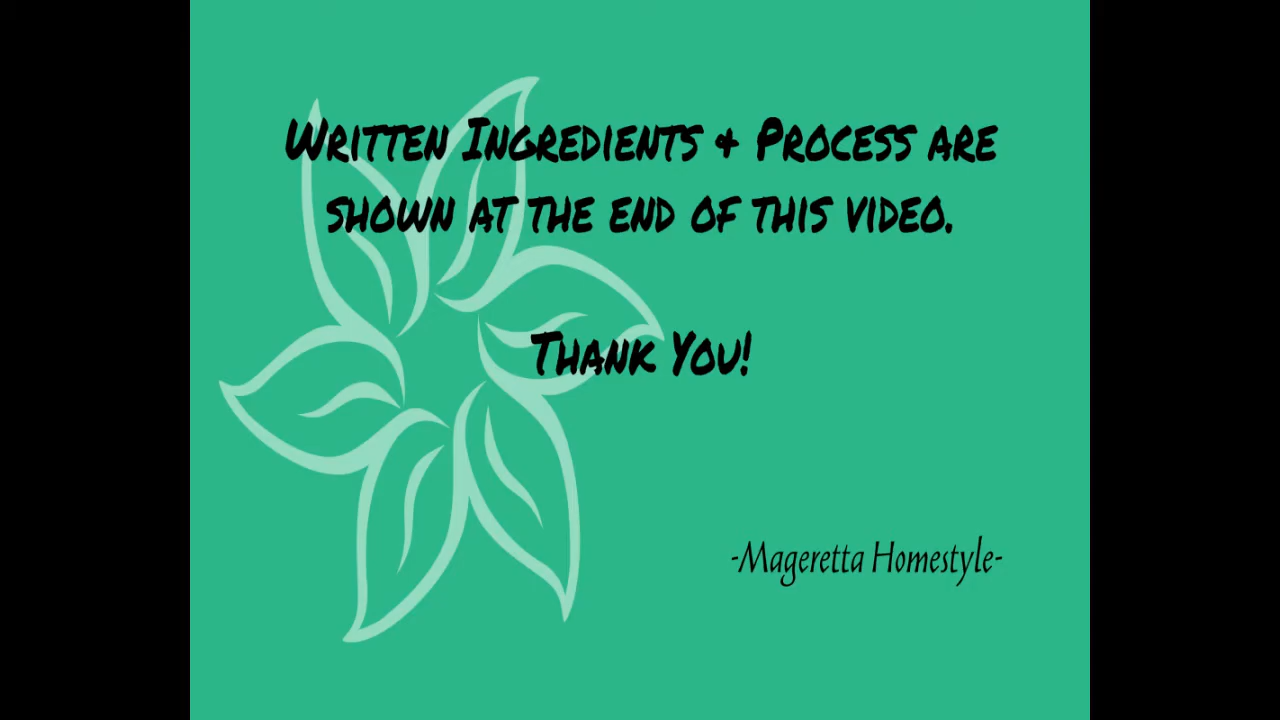 Written Ingredients & Process are
shown at the end of this video.
Thank You!
-Mageretta Homestyle-